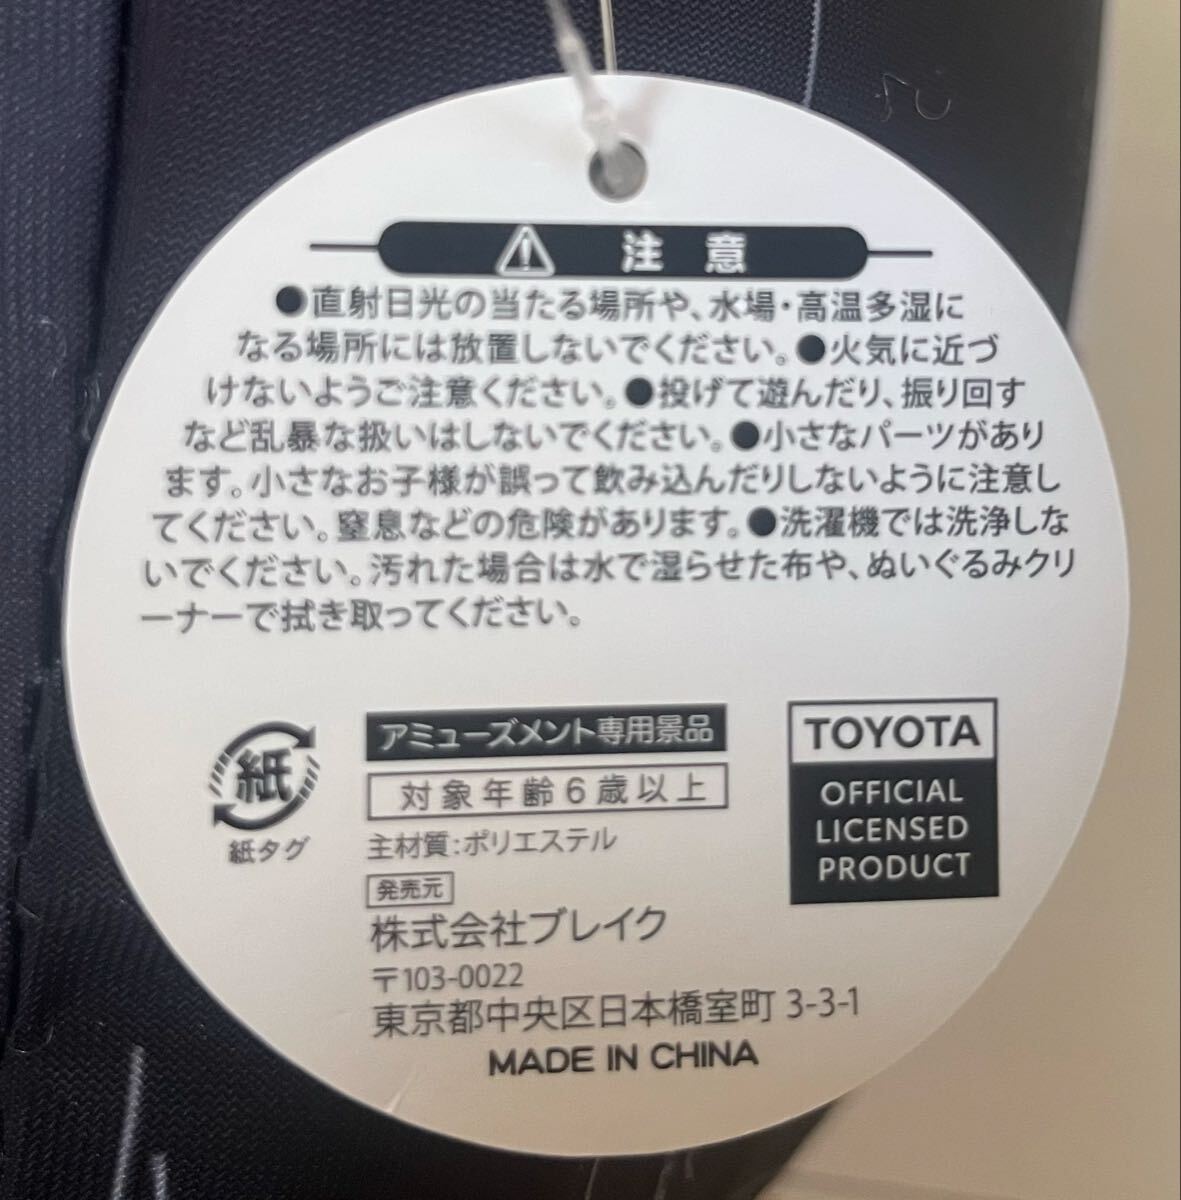 注意
●直射日光の当たる場所や、水場・高温多湿に
なる場所には放置しないでください。●火気に近づ
けないようご注意ください。●投げて遊んだり、振り回す
など乱暴な扱いはしないでください。●小さなパーツがあり
ます。小さなお子様が誤って飲み込んだりしないように注意し
てください。窒息などの危険があります。●洗濯機では洗浄しな
いでください。汚れた場合は水で湿らせた布や、ぬいぐるみクリ
ーナーで拭き取ってください。
紙
紙タグ
アミューズメント専用景品
対象年齢6歳以上
主材質:ポリエステル
発売元
株式会社ブレイク
〒103-0022
東京都中央区日本橋室町 3-3-1
MADE IN CHINA
TOYOTA
OFFICIAL
LICENSED
PRODUCT